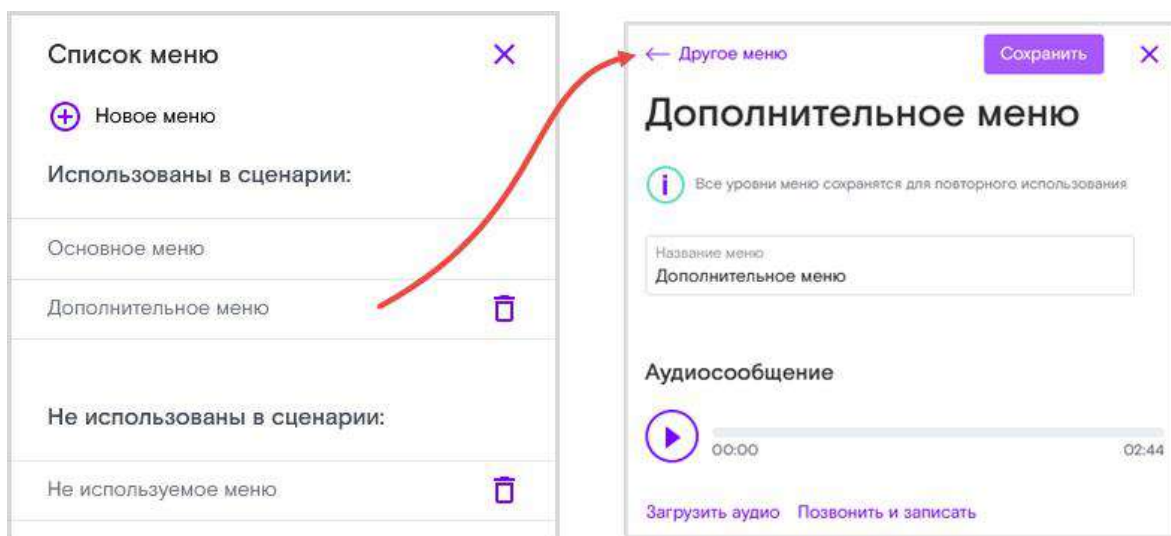 Список меню
Новое меню
Использованы в сценарии:
Основное меню
Дополнительное меню
Не использованы в сценарии:
Не используемое меню
← Другое меню
Сохранить
Дополнительное меню
Все уровни меню сохранятся для повторного использования
Название меню
Дополнительное меню
Аудиосообщение
00:00
02:44
Загрузить аудио Позвонить и записать